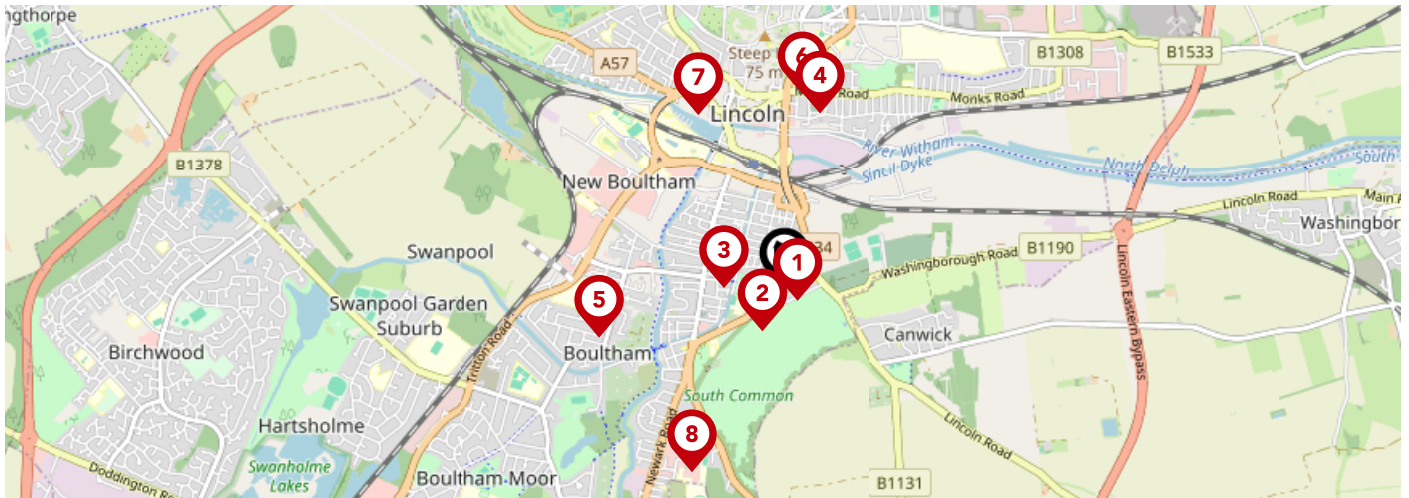 ngthorpe
A57
Steep
75 m
6
B1308
B1533
7
4
Road
Monks Road
Lincoln
River Witham
Sincil Dyke
North Delph
South
B1378
New Boultham
Lincoln Road
Main R
Washingbor
Swanpool
3
1
34
B1190
Washingborough Road
Lincoln Eastern Bypass
5
2
Swanpool Garden
Suburb
Birchwood
Tritton Road
Boultham
Canwick
South Common
Hartsholme
Newark Road
8
Lincoln Road
Swanholme
Lakes
Doddington Ro
Boultham Moor
B1131